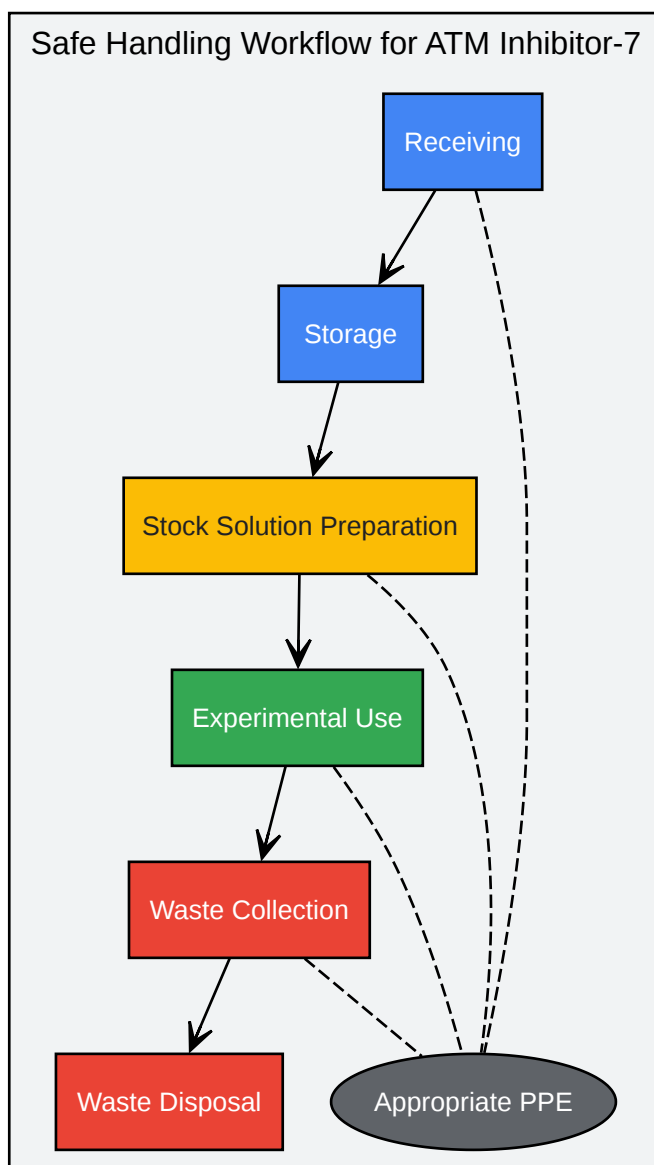 Safe Handling Workflow for ATM Inhibitor-7
Receiving
Storage
Stock Solution Preparation
Experimental Use
Waste Collection
Waste Disposal
Appropriate PPE